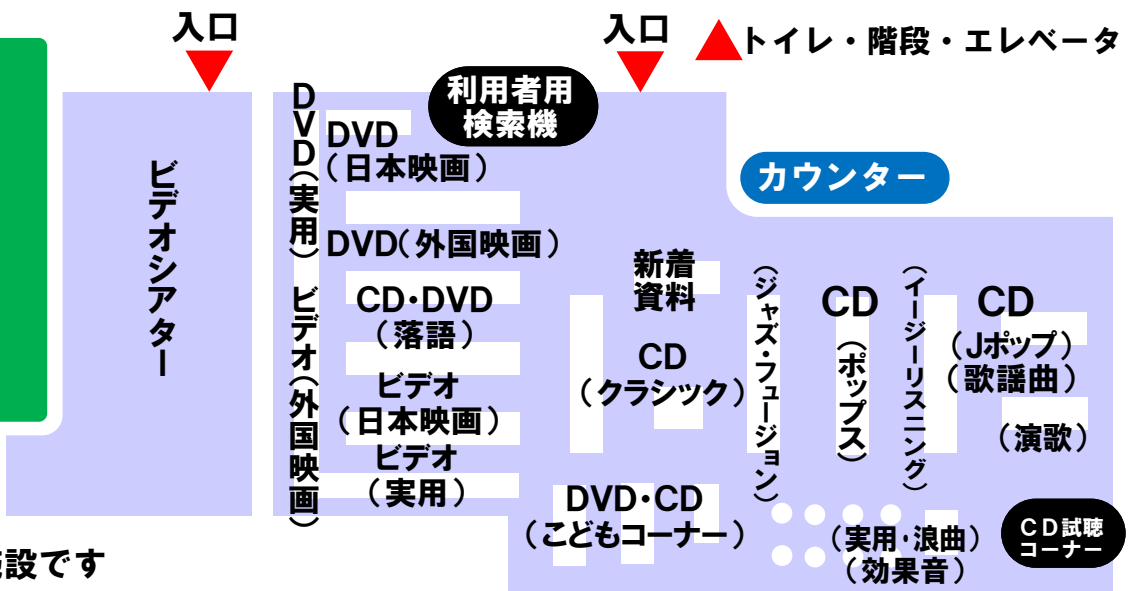 入口
入口
トイレ・階段・エレベータ
利用者用
検索機
カウンター
ビデオシアター
DVD(実用)
ビデオ(外国映画)
DVD
(日本映画)
DVD(外国映画)
CD・DVD
(落語)
ビデオ
(日本映画)
ビデオ
(実用)
新着
資料
CD
(クラシック)
DVD・CD
(こどもコーナー)
(ジャズ・フュージョン)
CD
(ポップス)
(イージーリスニング)
CD
(Jポップ)
(歌謡曲)
(演歌)
(実用・浪曲)
(効果音)
CD試聴
コーナー
設です